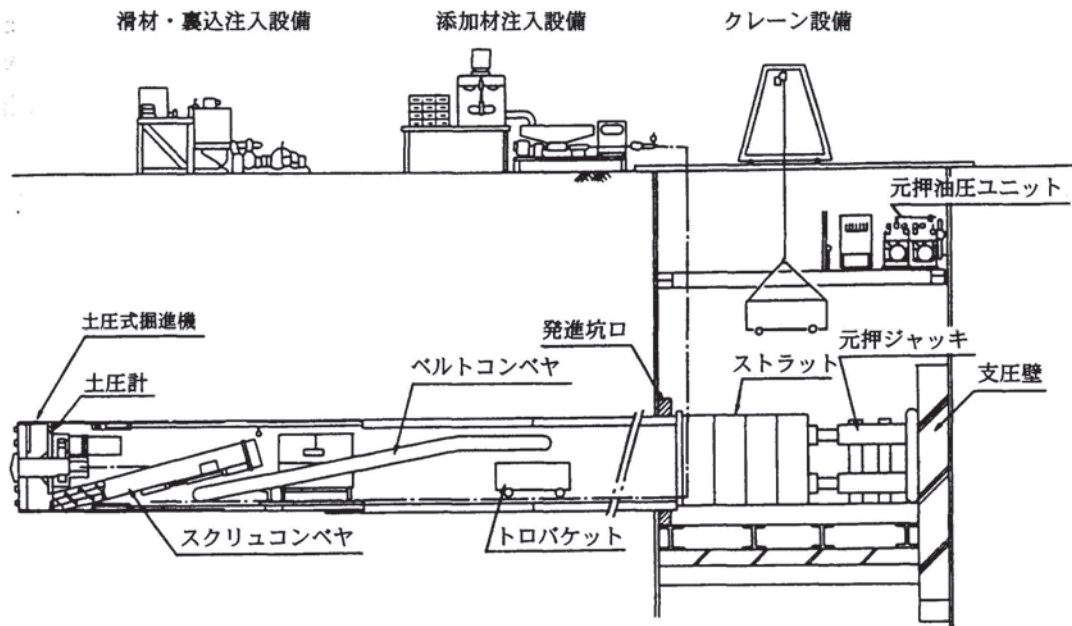 滑材・裏込注入設備
添加材注入設備
クレーン設備
元押油圧ユニット
土圧式掘進機
発進坑口
元押ジャッキ
ベルトコンベヤ
ストラット
支圧壁
土圧計
スクリュコンベヤ
トロバケット